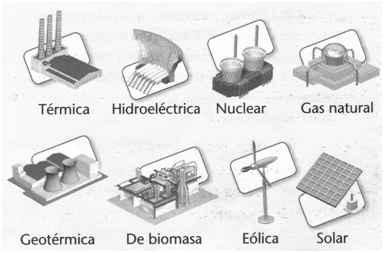 Térmica Hidroeléctrica Nuclear Gas natural
Geotérmica De biomasa Eólica Solar